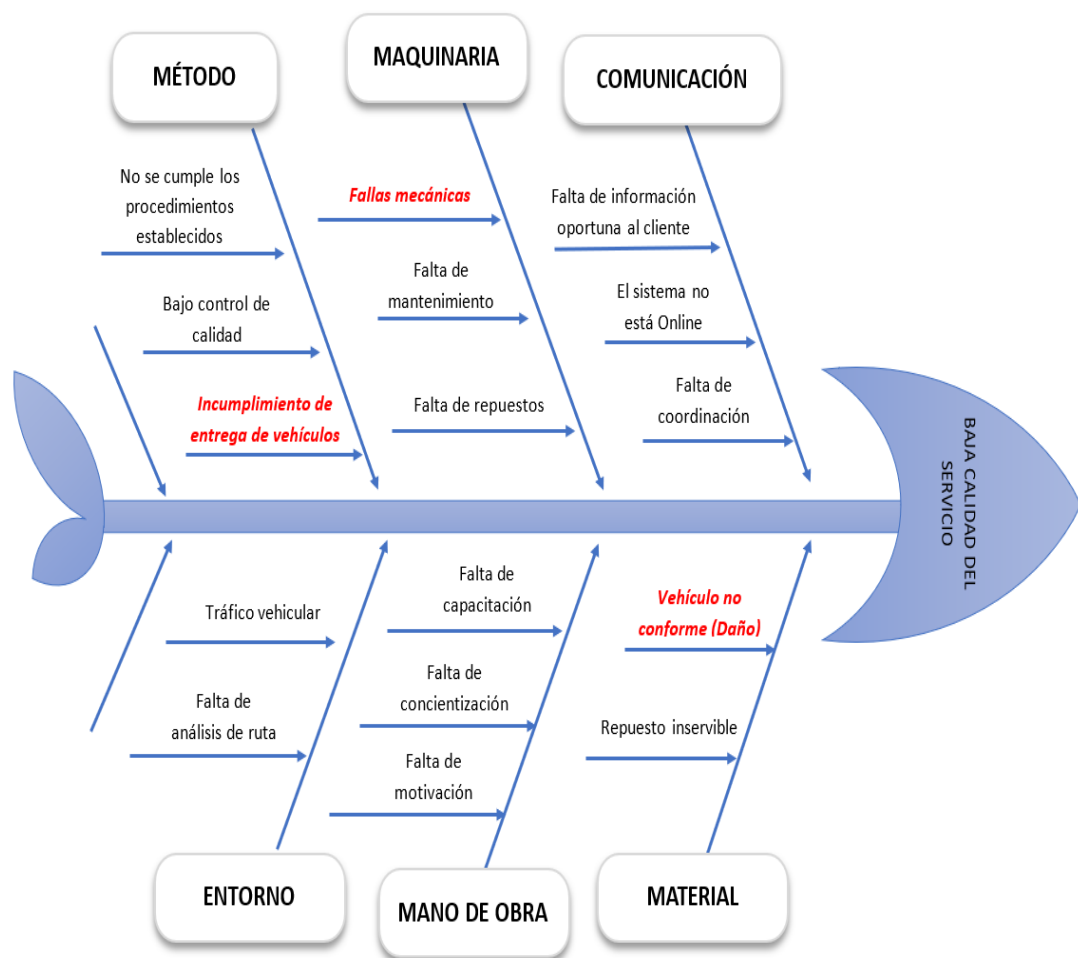 MÉTODO
MAQUINARIA
COMUNICACIÓN
No se cumple los
procedimientos
establecidos
Bajo control de
calidad
Incumplimiento de
entrega de vehículos
Fallas mecánicas
Falta de
mantenimiento
Falta de repuestos
Falta de información
oportuna al cliente
El sistema no
está Online
Falta de
coordinación
BAJA CALIDAD DEL
SERVICIO
Tráfico vehicular
Falta de
análisis de ruta
Falta de
capacitación
Falta de
concientización
Falta de
motivación
Vehículo no
conforme (Daño)
Repuesto inservible
ENTORNO
MANO DE OBRA
MATERIAL